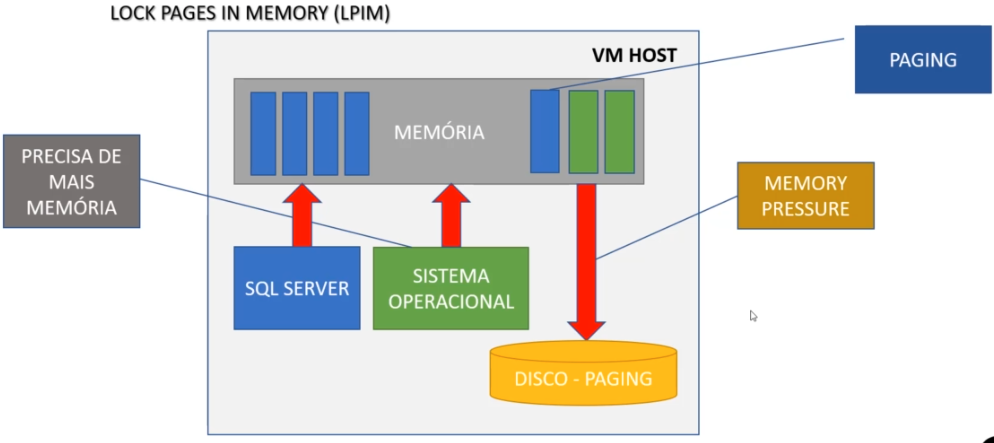 LOCK PAGES IN MEMORY (LPIM)
VM HOST
PAGING
MEMÓRIA
PRECISA DE
MAIS
MEMÓRIA
MEMORY
PRESSURE
SQL SERVER
SISTEMA
OPERACIONAL
DISCO - PAGING